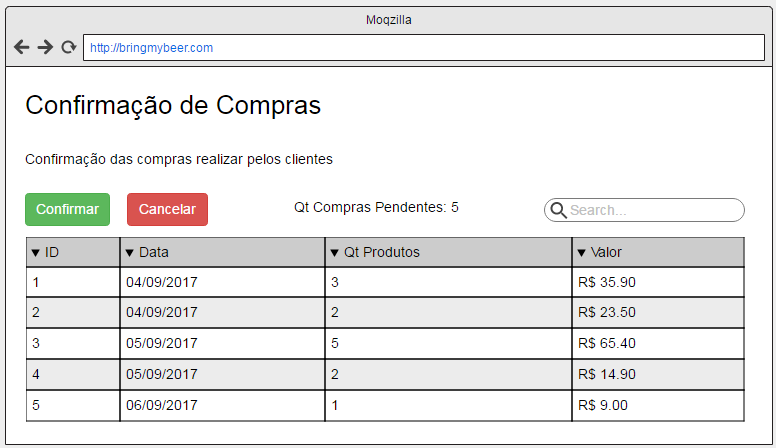 Moqzilla
http://bringmybeer.com
Confirmação de Compras
Confirmação das compras realizar pelos clientes
Confirmar Cancelar Qt Compras Pendentes: 5 Search...
ID Data Qt Produtos Valor
1 04/09/2017 3 R$ 35.90
2 04/09/2017 2 R$ 23.50
3 05/09/2017 5 R$ 65.40
4 05/09/2017 2 R$ 14.90
5 06/09/2017 1 R$ 9.00